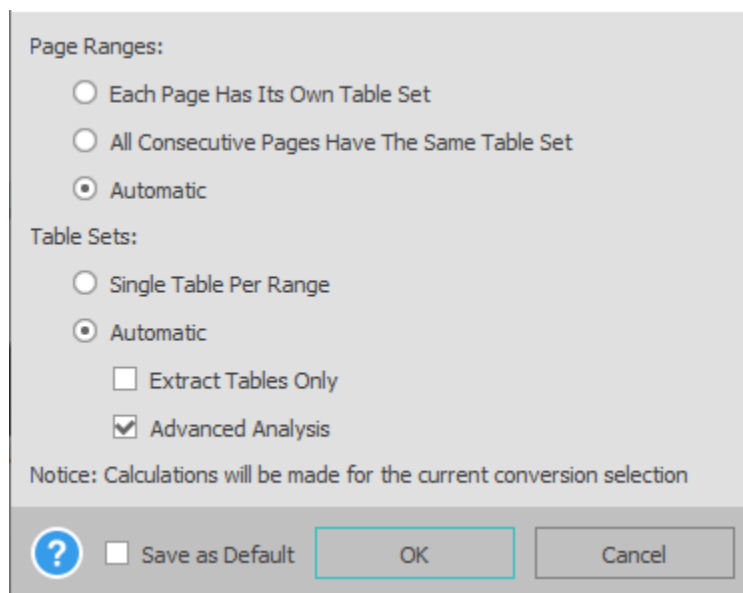 Page Ranges:
Each Page Has Its Own Table Set
All Consecutive Pages Have The Same Table Set
Automatic
Table Sets:
Single Table Per Range
Automatic
Extract Tables Only
Advanced Analysis
Notice: Calculations will be made for the current conversion selection
? Save as Default OK Cancel